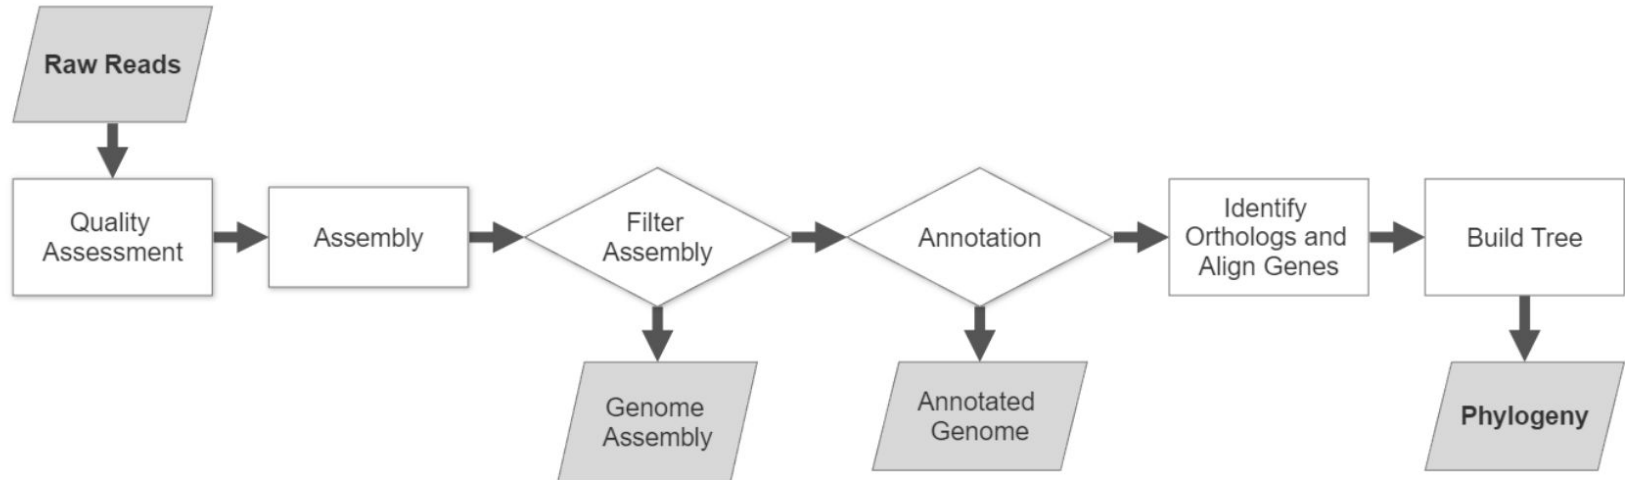 Raw Reads
Quality
Assessment
Assembly
Filter
Assembly
Annotation
Identify
Orthologs and
Align Genes
Build Tree
Genome
Assembly
Annotated
Genome
Phylogeny